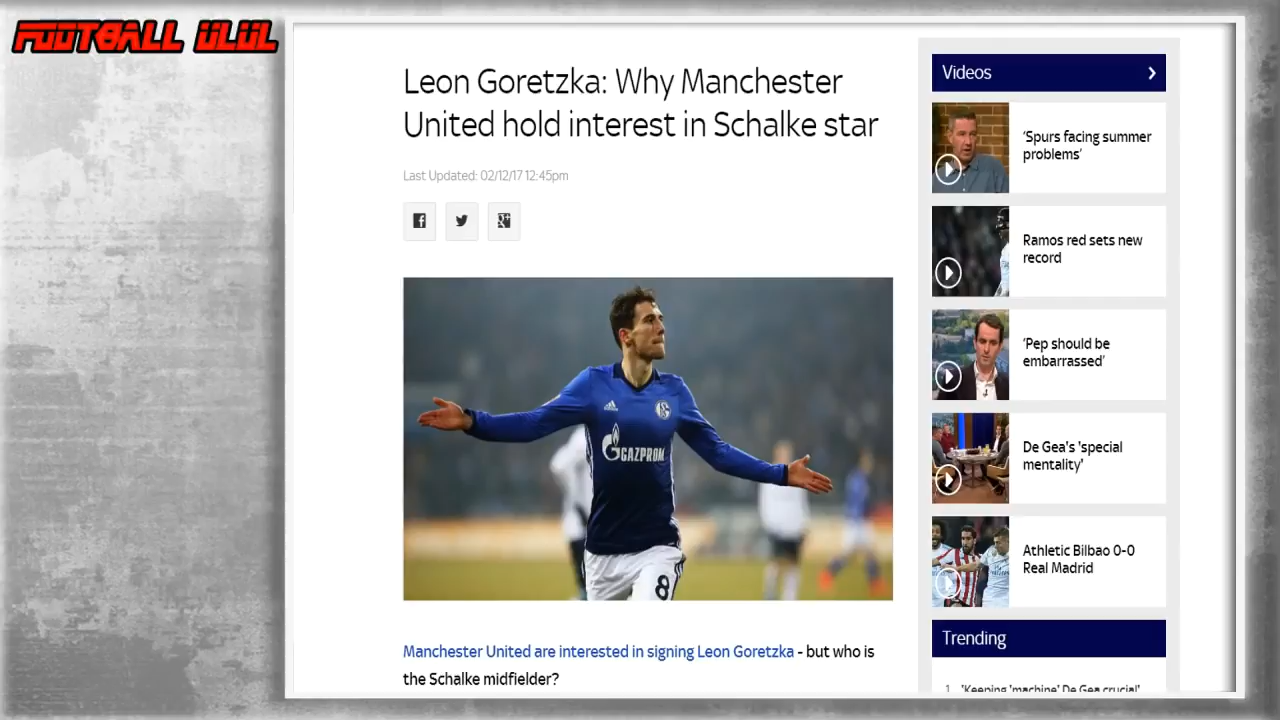 FOOTBALL ÜLÜL
Leon Goretzka: Why Manchester
United hold interest in Schalke star
Last Updated: 02/12/17 12:45pm
GAZPROM
8
Manchester United are interested in signing Leon Goretzka - but who is
the Schalke midfielder?
Videos
'Spurs facing summer
problems'
Ramos red sets new
record
'Pep should be
embarrassed'
De Gea's 'special
mentality'
Athletic Bilbao 0-0
Real Madrid
Trending
1 'Keeping 'machine' De Gea crucial'